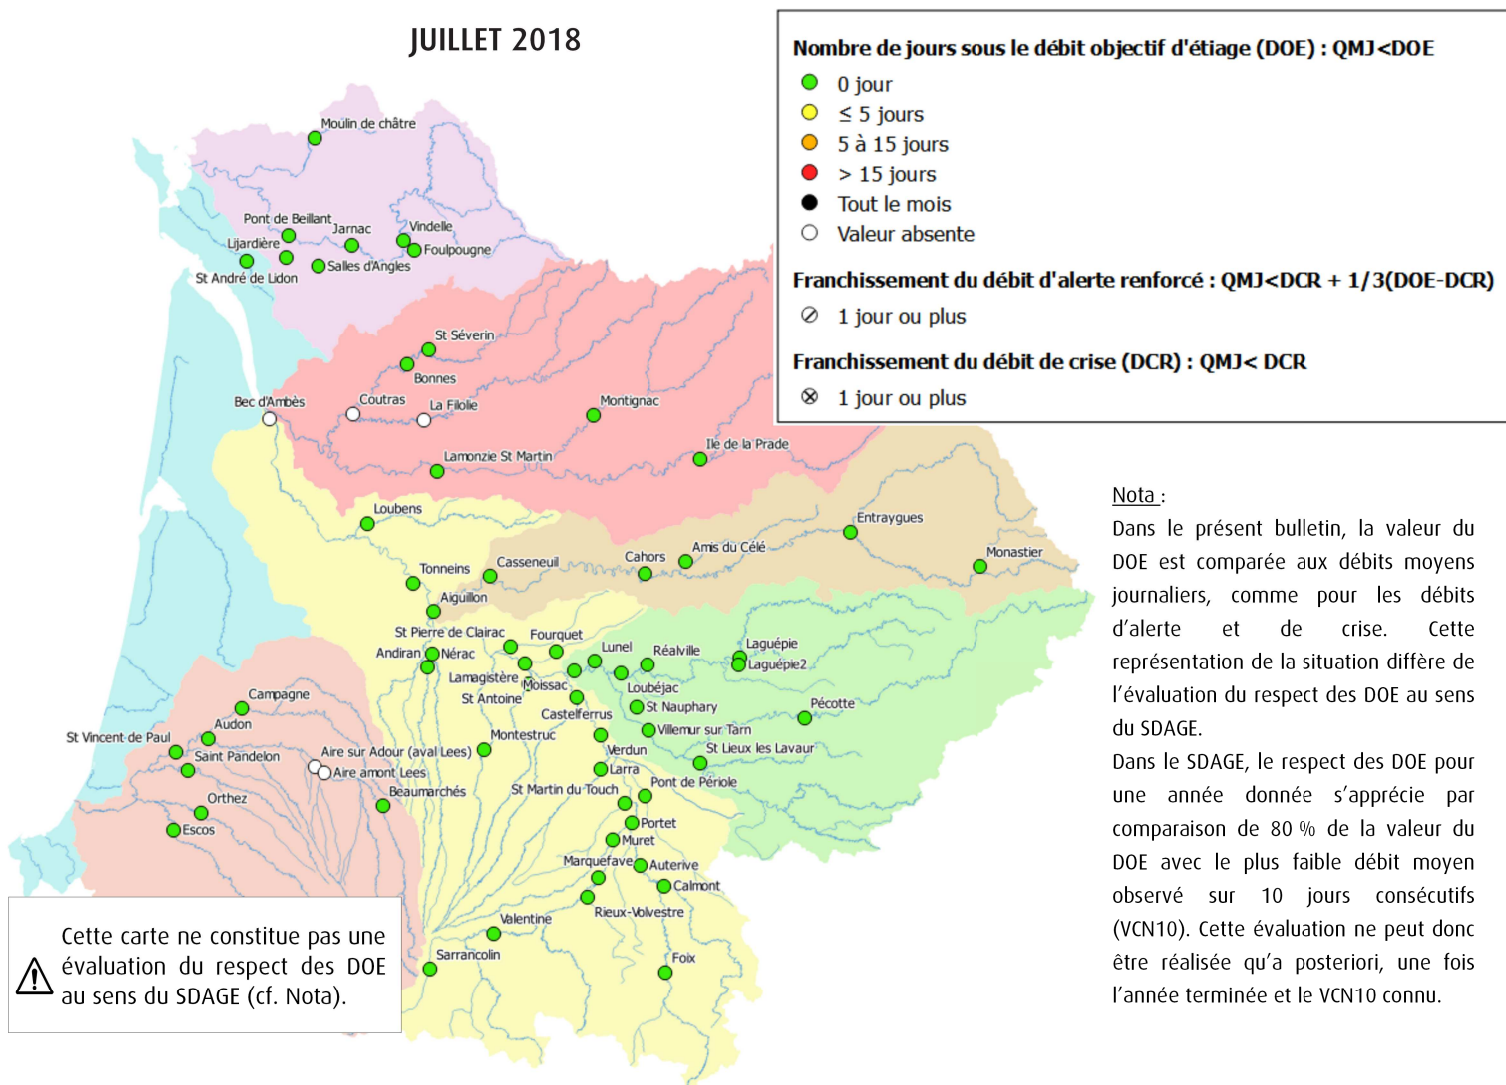 JUILLET 2018
Nombre de jours sous le débit objectif d'étiage (DOE) : QMJ<DOE
0 jour
≤ 5 jours
5 à 15 jours
> 15 jours
Tout le mois
Valeur absente
Franchissement du débit d'alerte renforcé : QMJ<DCR + 1/3(DOE-DCR)
1 jour ou plus
Franchissement du débit de crise (DCR) : QMJ< DCR
1 jour ou plus
Moulin de châtre
Pont de Beillant
Jarnac
Vindelle
Lijardière
Foulpougne
St André de Lidon
Salles d'Angles
St Séverin
Bonnes
Bec d'Ambès
Coutras
La Filolie
Montignac
Lamonzie St Martin
Ile de la Prade
Loubens
Entraygues
Tonneins
Casseneuil
Cahors
Amis du Célé
Monastier
Aiguillon
St Pierre de Clairac
Fourquet
Lunel
Réalville
Laguépie
Andiran
Nérac
Laguépie2
Lamagistère
Moissac
Loubéjac
St Antoine
St Nauphary
Pécotte
Castelferrus
Campagne
Audon
St Vincent de Paul
Villemur sur Tarn
Montestruc
Verdun
St Lieux les Lavaur
Saint Pandelon
Aire sur Adour (aval Lees)
Aire amont Lees
Larra
Pont de Périole
Beaumarchés
St Martin du Touch
Orthez
Escos
Portet
Muret
Marquefave
Auterive
Calmont
Rieux-Volvestre
Valentine
Sarrancolin
Foix
Cette carte ne constitue pas une
évaluation du respect des DOE
au sens du SDAGE (cf. Nota).
Nota :
Dans le présent bulletin, la valeur du
DOE est comparée aux débits moyens
journaliers, comme pour les débits
d'alerte et de crise. Cette
représentation de la situation diffère de
l'évaluation du respect des DOE au sens
du SDAGE.
Dans le SDAGE, le respect des DOE pour
une année donnée s'apprécie par
comparaison de 80 % de la valeur du
DOE avec le plus faible débit moyen
observé sur 10 jours consécutifs
(VCN10). Cette évaluation ne peut donc
être réalisée qu'a posteriori, une fois
l'année terminée et le VCN10 connu.